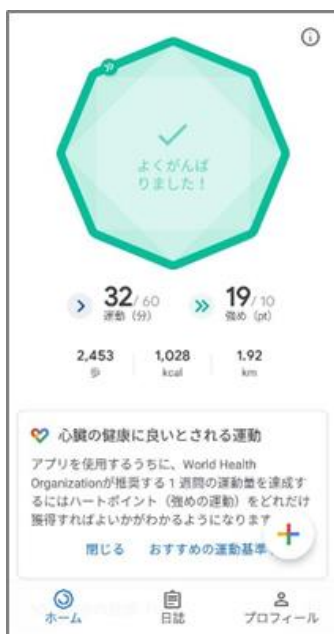 よくがんば
りました!
32/60
運動 (分)
19/10
強め (pt)
2,453
歩
1,028
kcal
1.92
km
心臓の健康に良いとされる運動
アプリを使用するうちに、World Health
Organizationが推奨する 1 週間の運動量を達成す
るにはハートポイント (強めの運動) をどれだけ
獲得すればよいかがわかるようになります
閉じる
おすすめの運動基準
ホーム
日誌
プロフィール